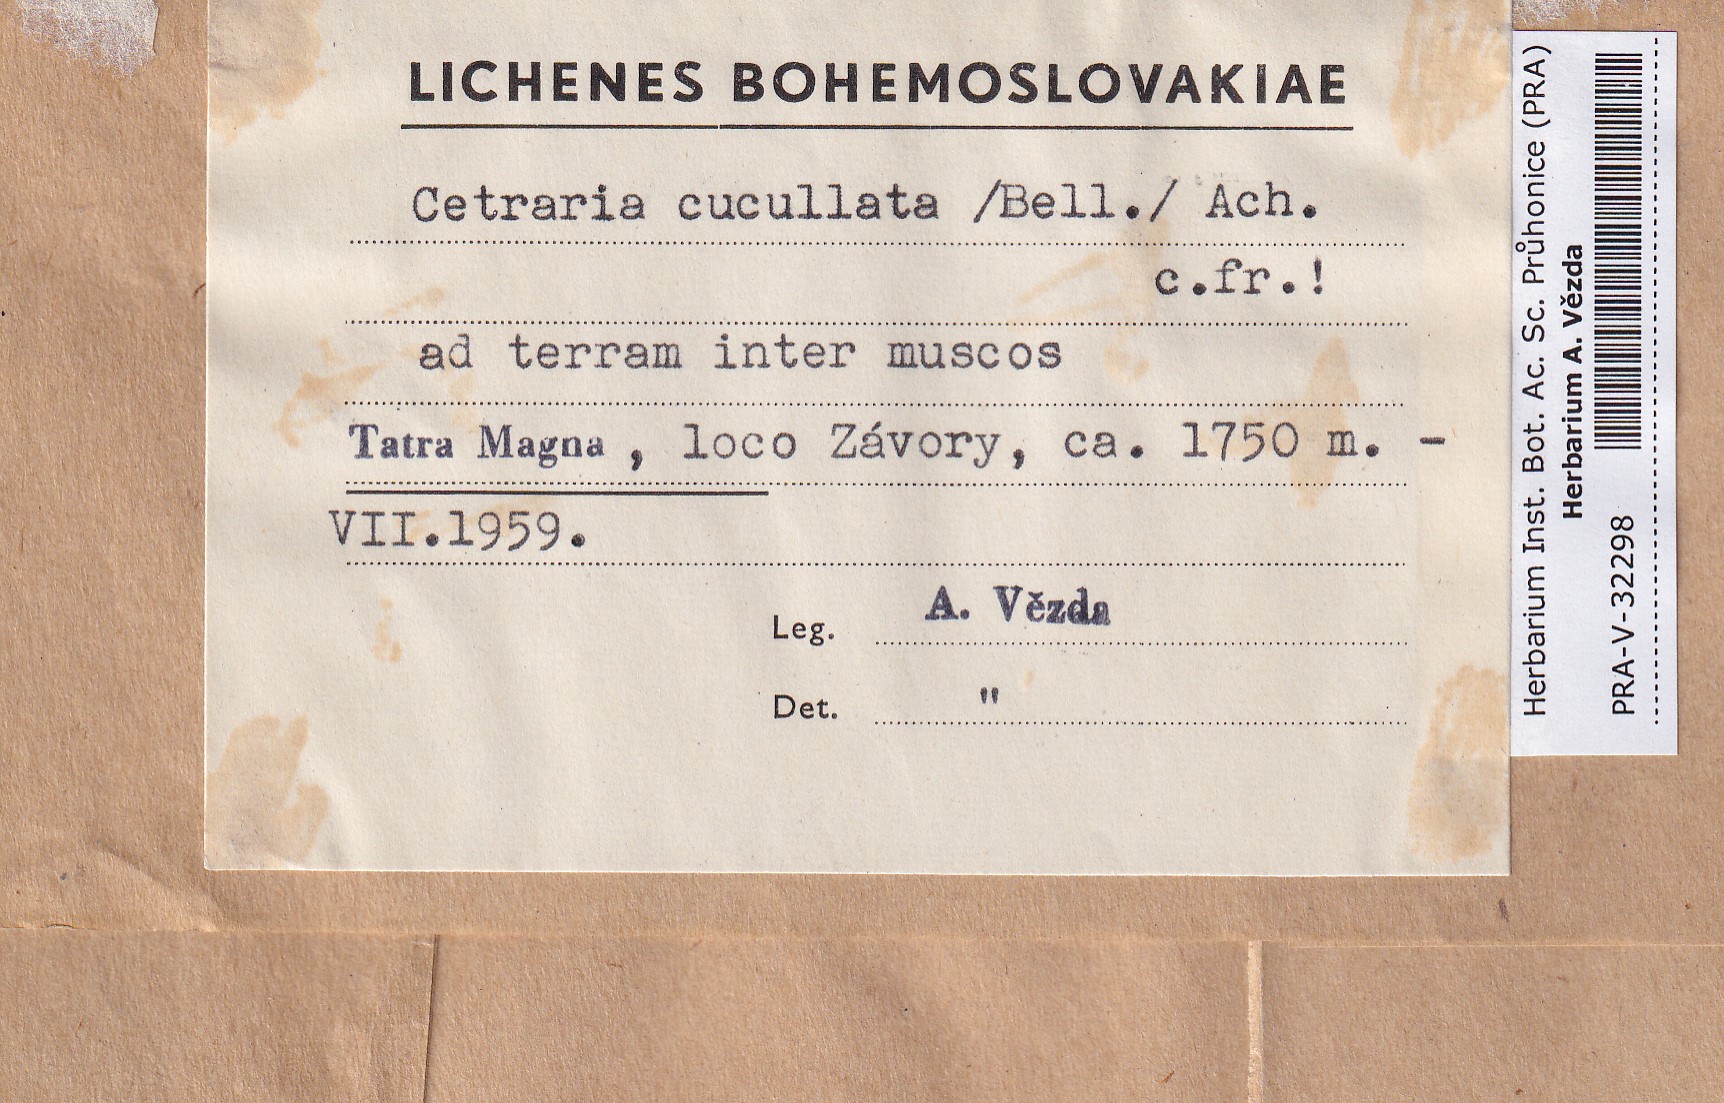 LICHENES BOHEMOSLOVAKIAE
Cetraria cucullata /Bell./ Ach.
c.fr.!
ad terram inter muscos
Tatra Magna, loco Závory, ca. 1750 m. -
VII.1959.
Leg. A. Vězda
Det. "
Herbarium Inst. Bot. Ac. Sc. Průhonice (PRA)
Herbarium A. Vězda
PRA-V-32298